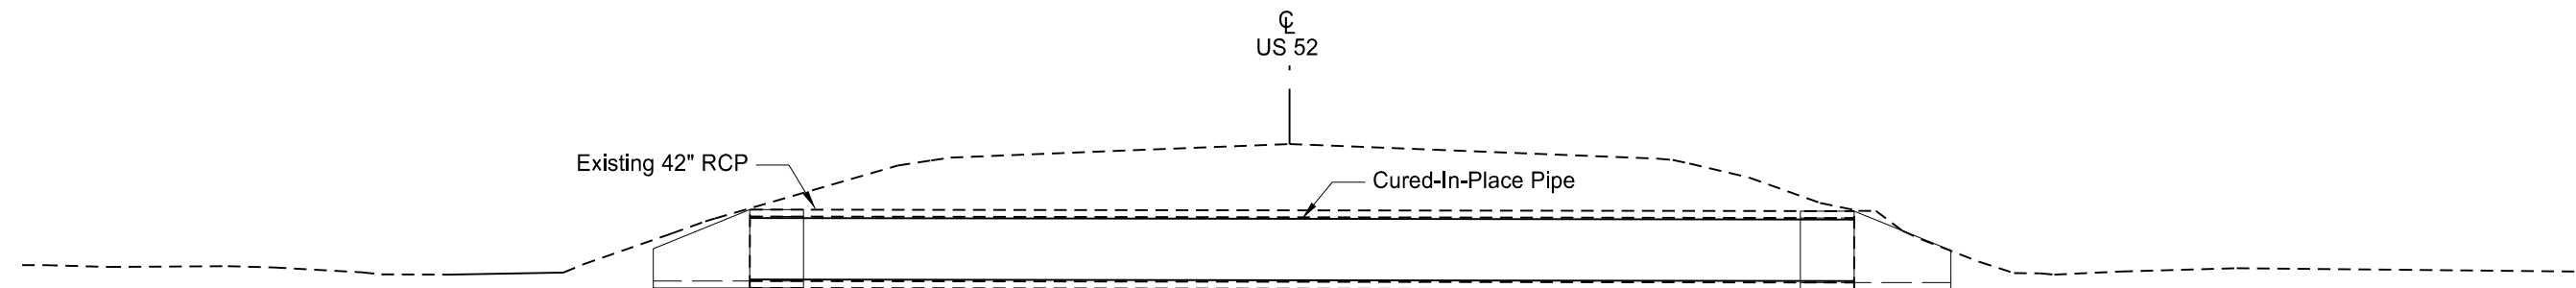 ℄
US 52
Existing 42" RCP
Cured-In-Place Pipe